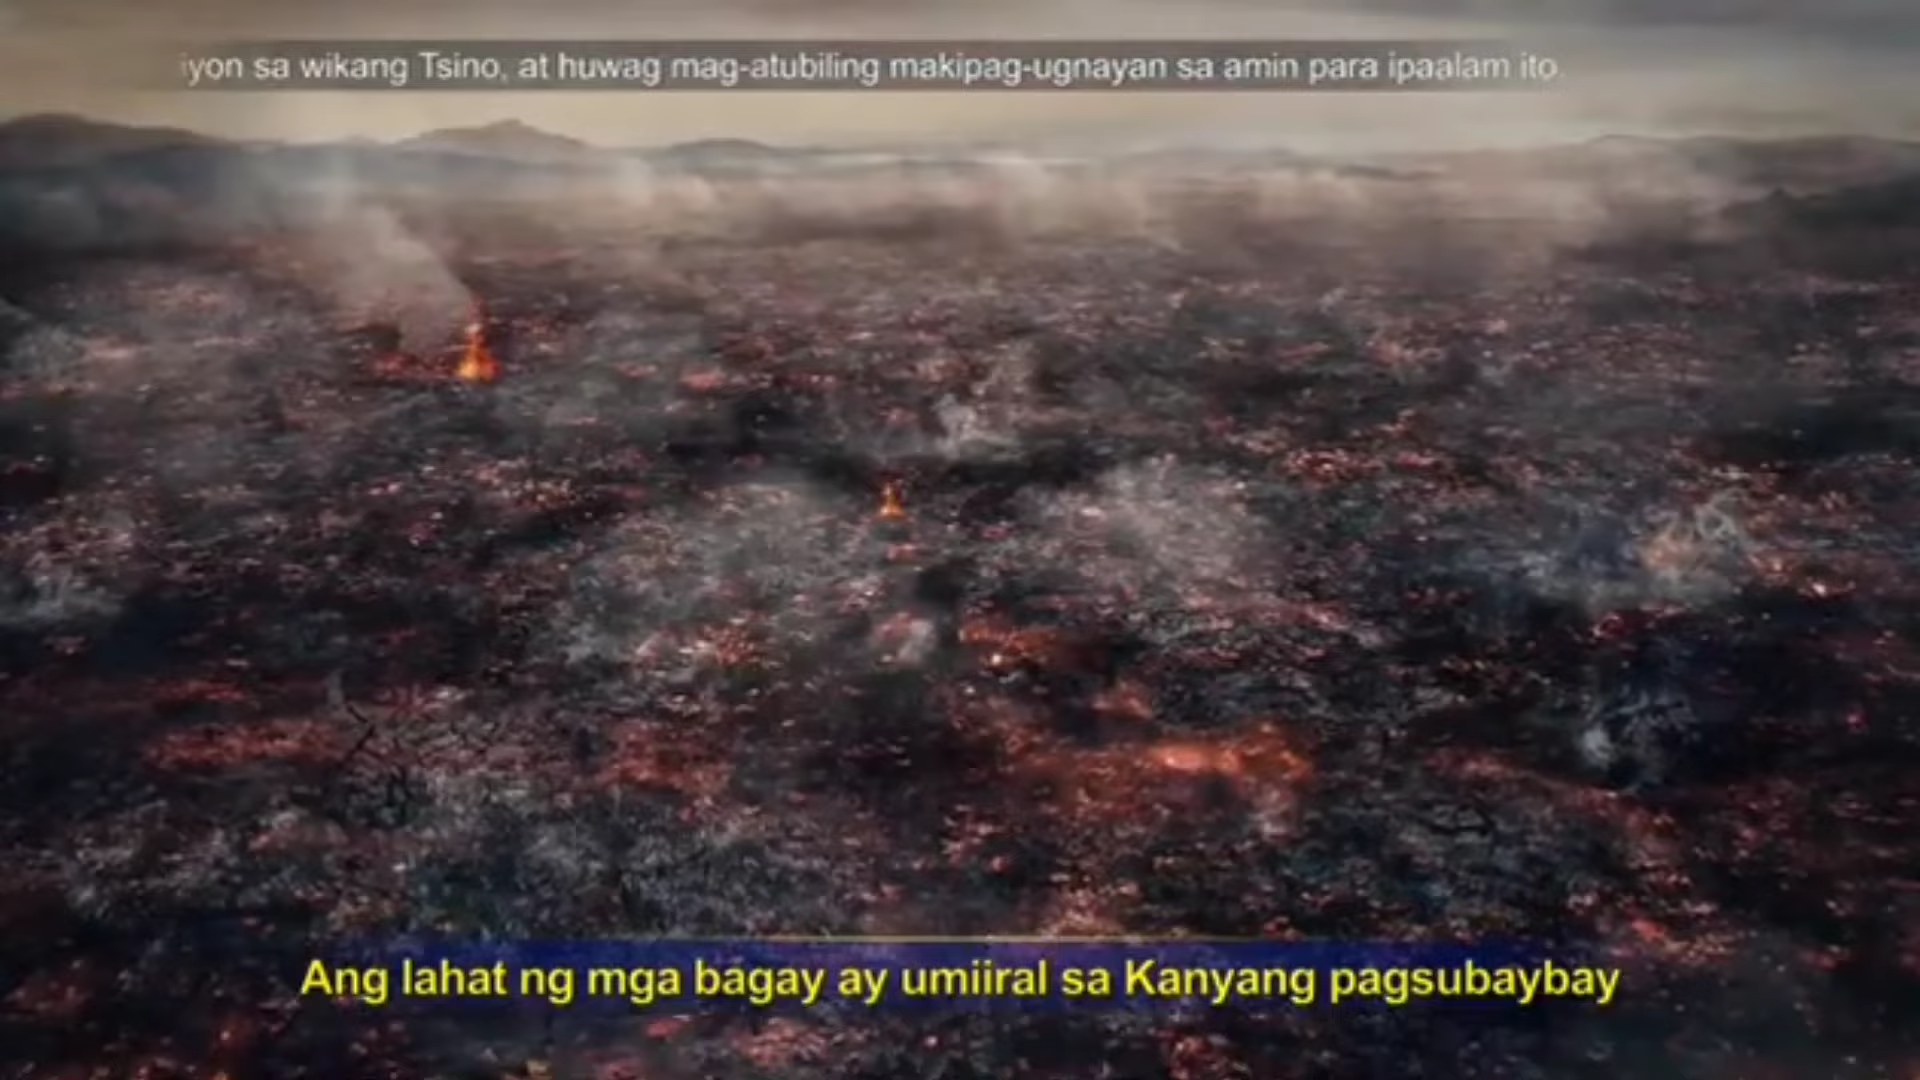 iyon sa wikang Tsino, at huwag mag-atubiling makipag-ugnayan sa amin para ipaalam ito.
Ang lahat ng mga bagay ay umiiral sa Kanyang pagsubaybay